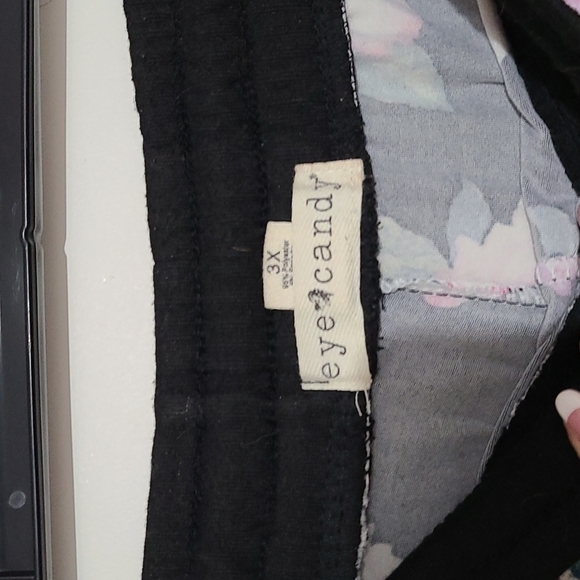 eye candy
3X
95% Polyester